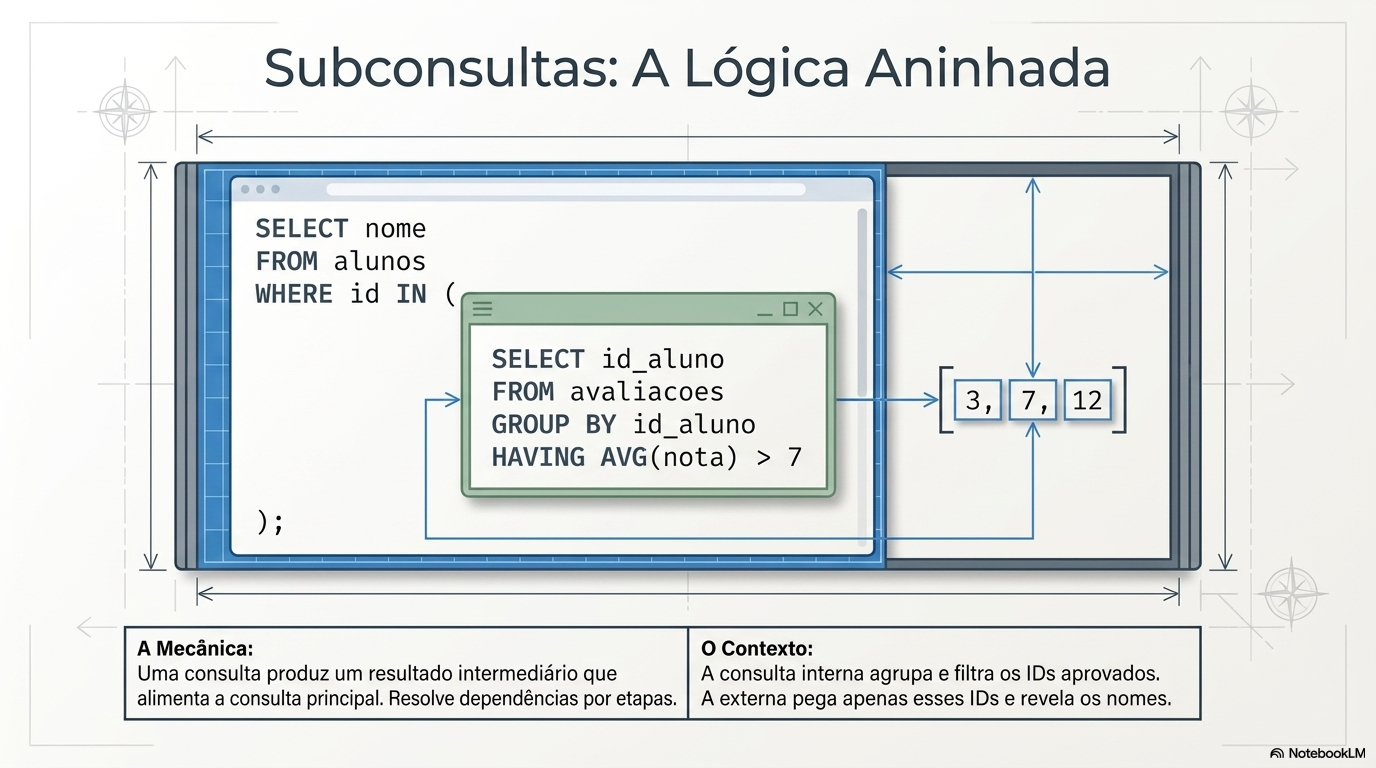 Subconsultas: A Lógica Aninhada
SELECT nome
FROM alunos
WHERE id IN (
SELECT id_aluno
FROM avaliacoes
GROUP BY id_aluno
HAVING AVG(nota) > 7
);
[3, 7, 12]
A Mecânica:
Uma consulta produz um resultado intermediário que
alimenta a consulta principal. Resolve dependências por etapas.
O Contexto:
A consulta interna agrupa e filtra os IDs aprovados.
A externa pega apenas esses IDs e revela os nomes.
NotebookLM